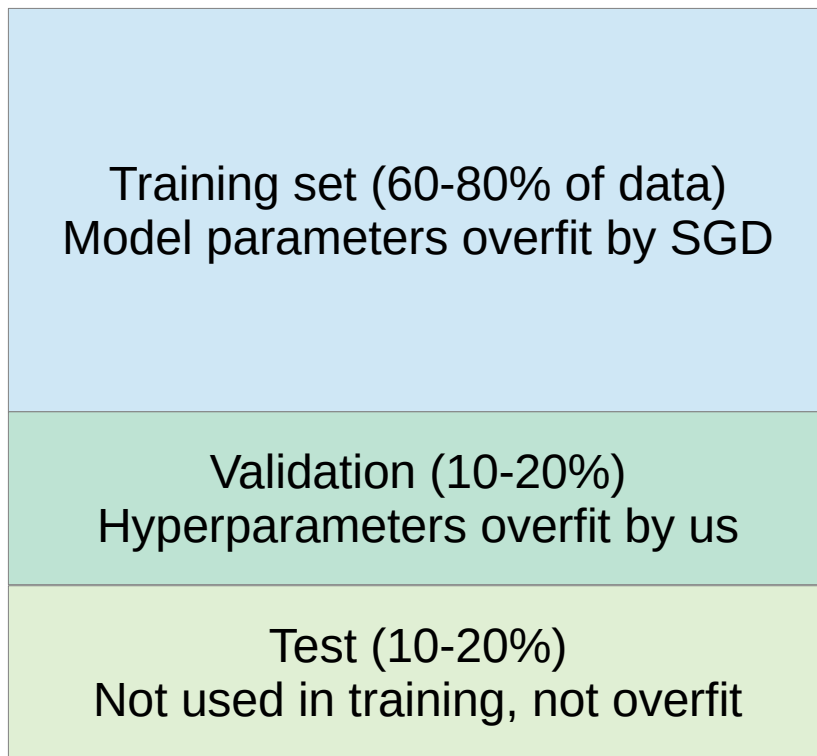 Training set (60-80% of data)
Model parameters overfit by SGD
Validation (10-20%)
Hyperparameters overfit by us
Test (10-20%)
Not used in training, not overfit